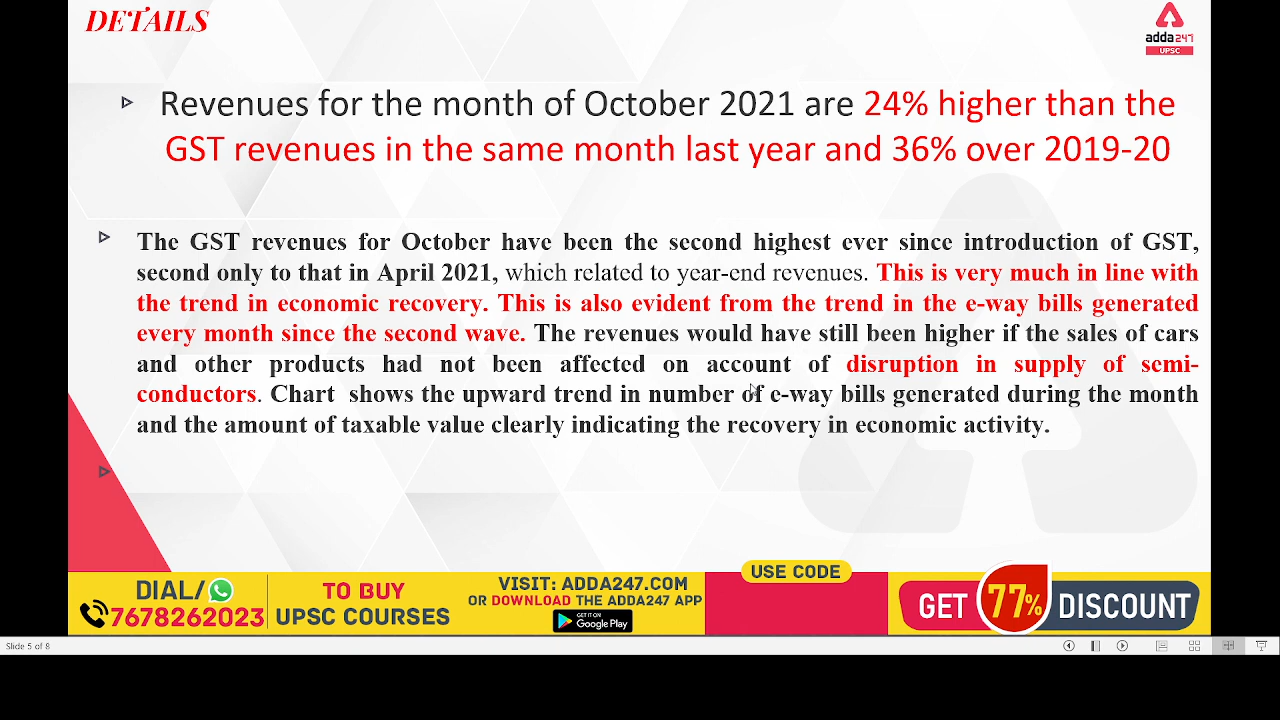 DETAILS
adda247
UPSC
Revenues for the month of October 2021 are 24% higher than the
GST revenues in the same month last year and 36% over 2019-20
The GST revenues for October have been the second highest ever since introduction of GST,
second only to that in April 2021, which related to year-end revenues. This is very much in line with
the trend in economic recovery. This is also evident from the trend in the e-way bills generated
every month since the second wave. The revenues would have still been higher if the sales of cars
and other products had not been affected on account of disruption in supply of semi-
conductors. Chart shows the upward trend in number of e-way bills generated during the month
and the amount of taxable value clearly indicating the recovery in economic activity.
DIAL/
7678262023
TO BUY
UPSC COURSES
VISIT: ADDA247.COM
OR DOWNLOAD THE ADDA247 APP
GET IT ON
Google Play
USE CODE
GET 77% DISCOUNT
Slide 5 of 8